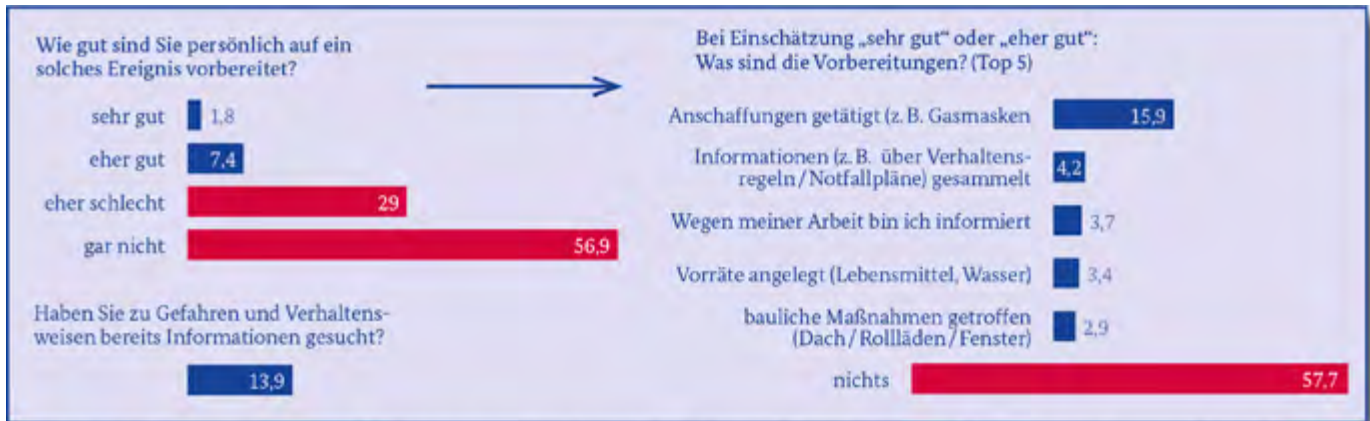 Wie gut sind Sie persönlich auf ein
solches Ereignis vorbereitet?
sehr gut 1,8
eher gut 7,4
eher schlecht 29
gar nicht 56,9
Haben Sie zu Gefahren und Verhaltens-
weisen bereits Informationen gesucht?
13,9
Bei Einschätzung „sehr gut“ oder „eher gut“:
Was sind die Vorbereitungen? (Top 5)
Anschaffungen getätigt (z. B. Gasmasken 15,9
Informationen (z. B. über Verhaltens-
regeln / Notfallpläne) gesammelt 4,2
Wegen meiner Arbeit bin ich informiert 3,7
Vorräte angelegt (Lebensmittel, Wasser) 3,4
bauliche Maßnahmen getroffen
(Dach / Rollläden / Fenster) 2,9
nichts 57,7